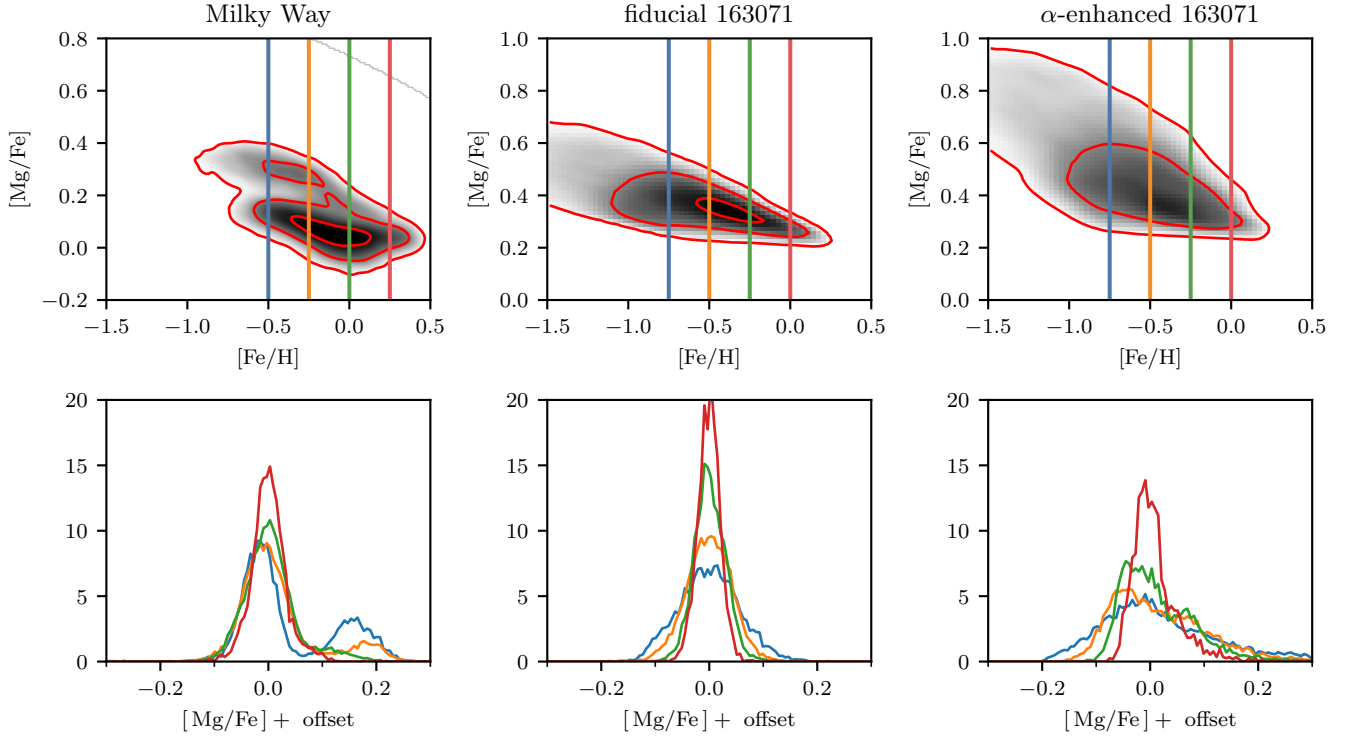 Milky Way
fiducial 163071
α-enhanced 163071
0.8
0.6
0.4
0.2
0.0
−0.2
[Mg/Fe]
−1.5 −1.0 −0.5 0.0 0.5
[Fe/H]
1.0
0.8
0.6
0.4
0.2
0.0
[Mg/Fe]
−1.5 −1.0 −0.5 0.0 0.5
[Fe/H]
1.0
0.8
0.6
0.4
0.2
0.0
[Mg/Fe]
−1.5 −1.0 −0.5 0.0 0.5
[Fe/H]
20
15
10
5
0
−0.2 0.0 0.2
[Mg/Fe] + offset
20
15
10
5
0
−0.2 0.0 0.2
[Mg/Fe] + offset
20
15
10
5
0
−0.2 0.0 0.2
[Mg/Fe] + offset